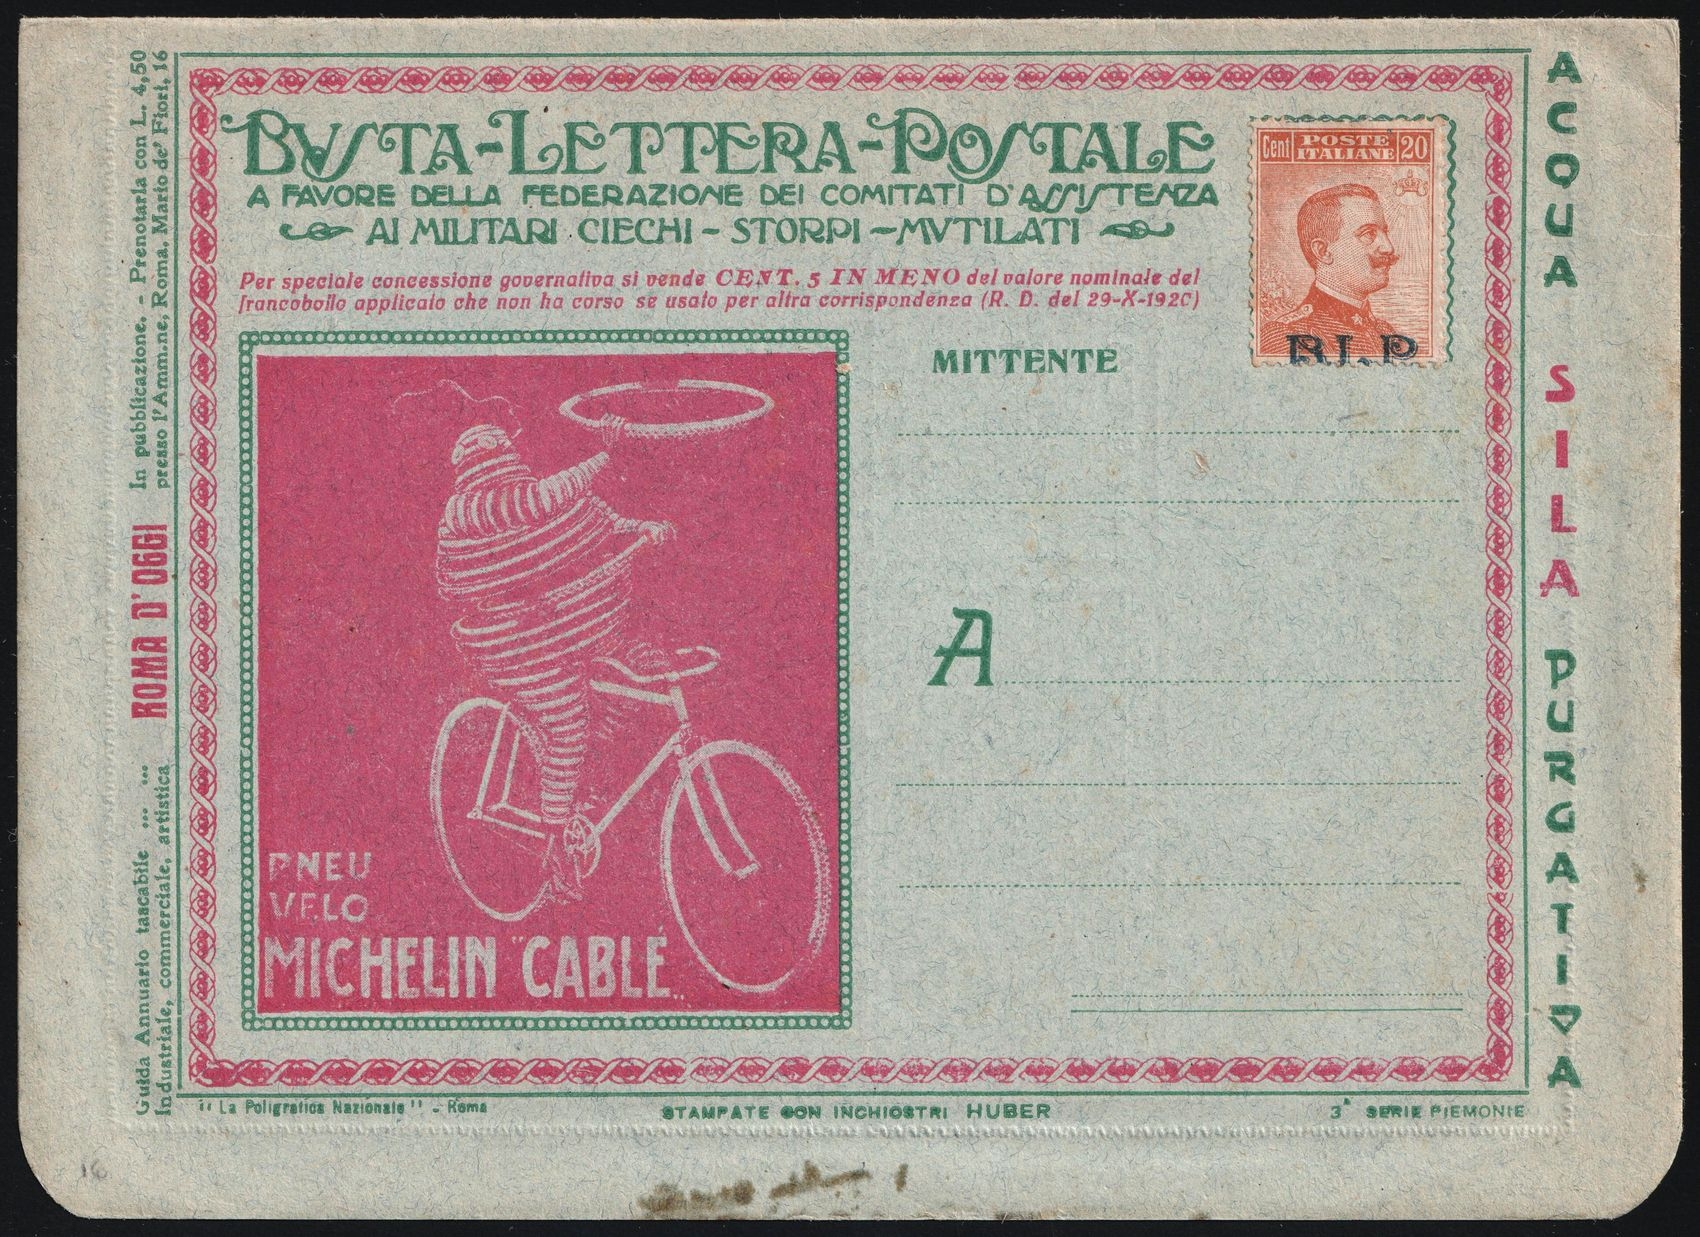 BUSTA-LETTERA-POSTALE
A FAVORE DELLA FEDERAZIONE DEI COMITATI D'ASSISTENZA
AI MILITARI CIECHI - STORPI - MVTILATI
Per speciale concessione governativa si vende CENT. 5 IN MENO del valore nominale del
francobollo applicato che non ha corso se usato per altra corrispondenza (R. D. del 29-X-1920)
Cent POSTE ITALIANE 20
B.L.P
MITTENTE
A
PNEU
VELO
MICHELIN "CABLÉ"
"La Poligrafica Nazionale" - Roma
STAMPATE CON INCHIOSTRI HUBER
3ª SERIE PIEMONTE
Guida Annuario tascabile ... ... ROMA D'OGGI In pubblicazione. - Prenotarla con L. 4,50
Industriale, commerciale, artistica presso l'Amm.ne, Roma, Mario de' Fiori, 16
ACQUA SILA PURGATIVA
16